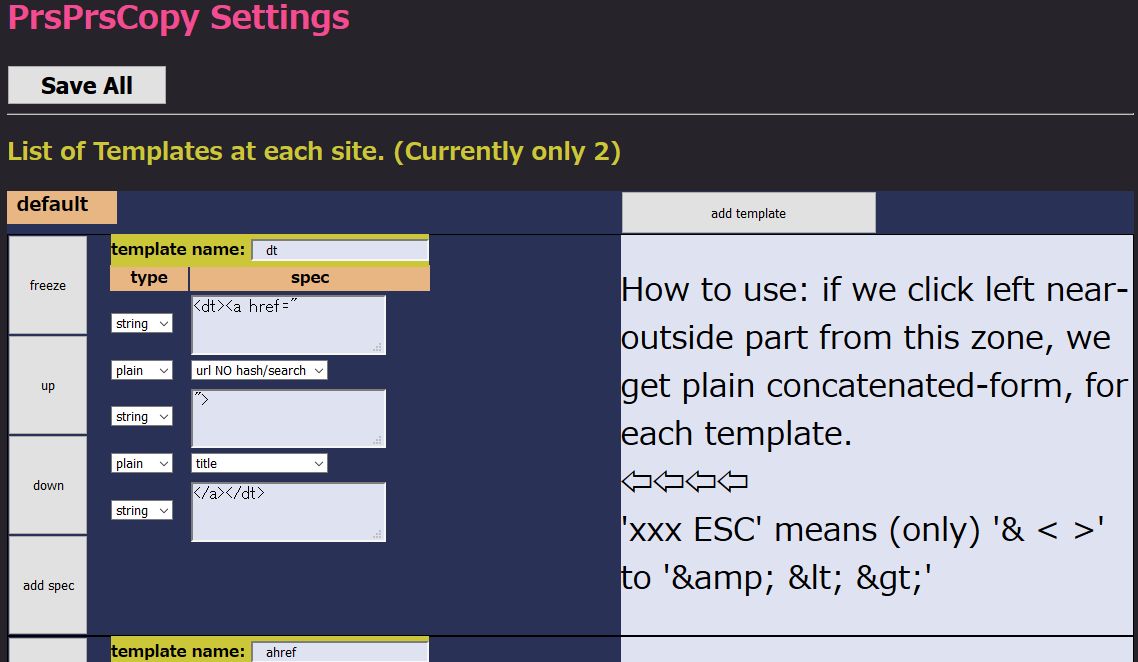 PrsPrsCopy Settings
Save All
List of Templates at each site. (Currently only 2)
default
add template
freeze
up
down
add spec
template name: dt
type spec
string <dt><a href="
plain url NO hash/search
string ">
plain title
string </a></dt>
How to use: if we click left near-
outside part from this zone, we
get plain concatenated-form, for
each template.
⇦⇦⇦⇦
'xxx ESC' means (only) '& < >'
to '&amp; &lt; &gt;'
template name: ahref